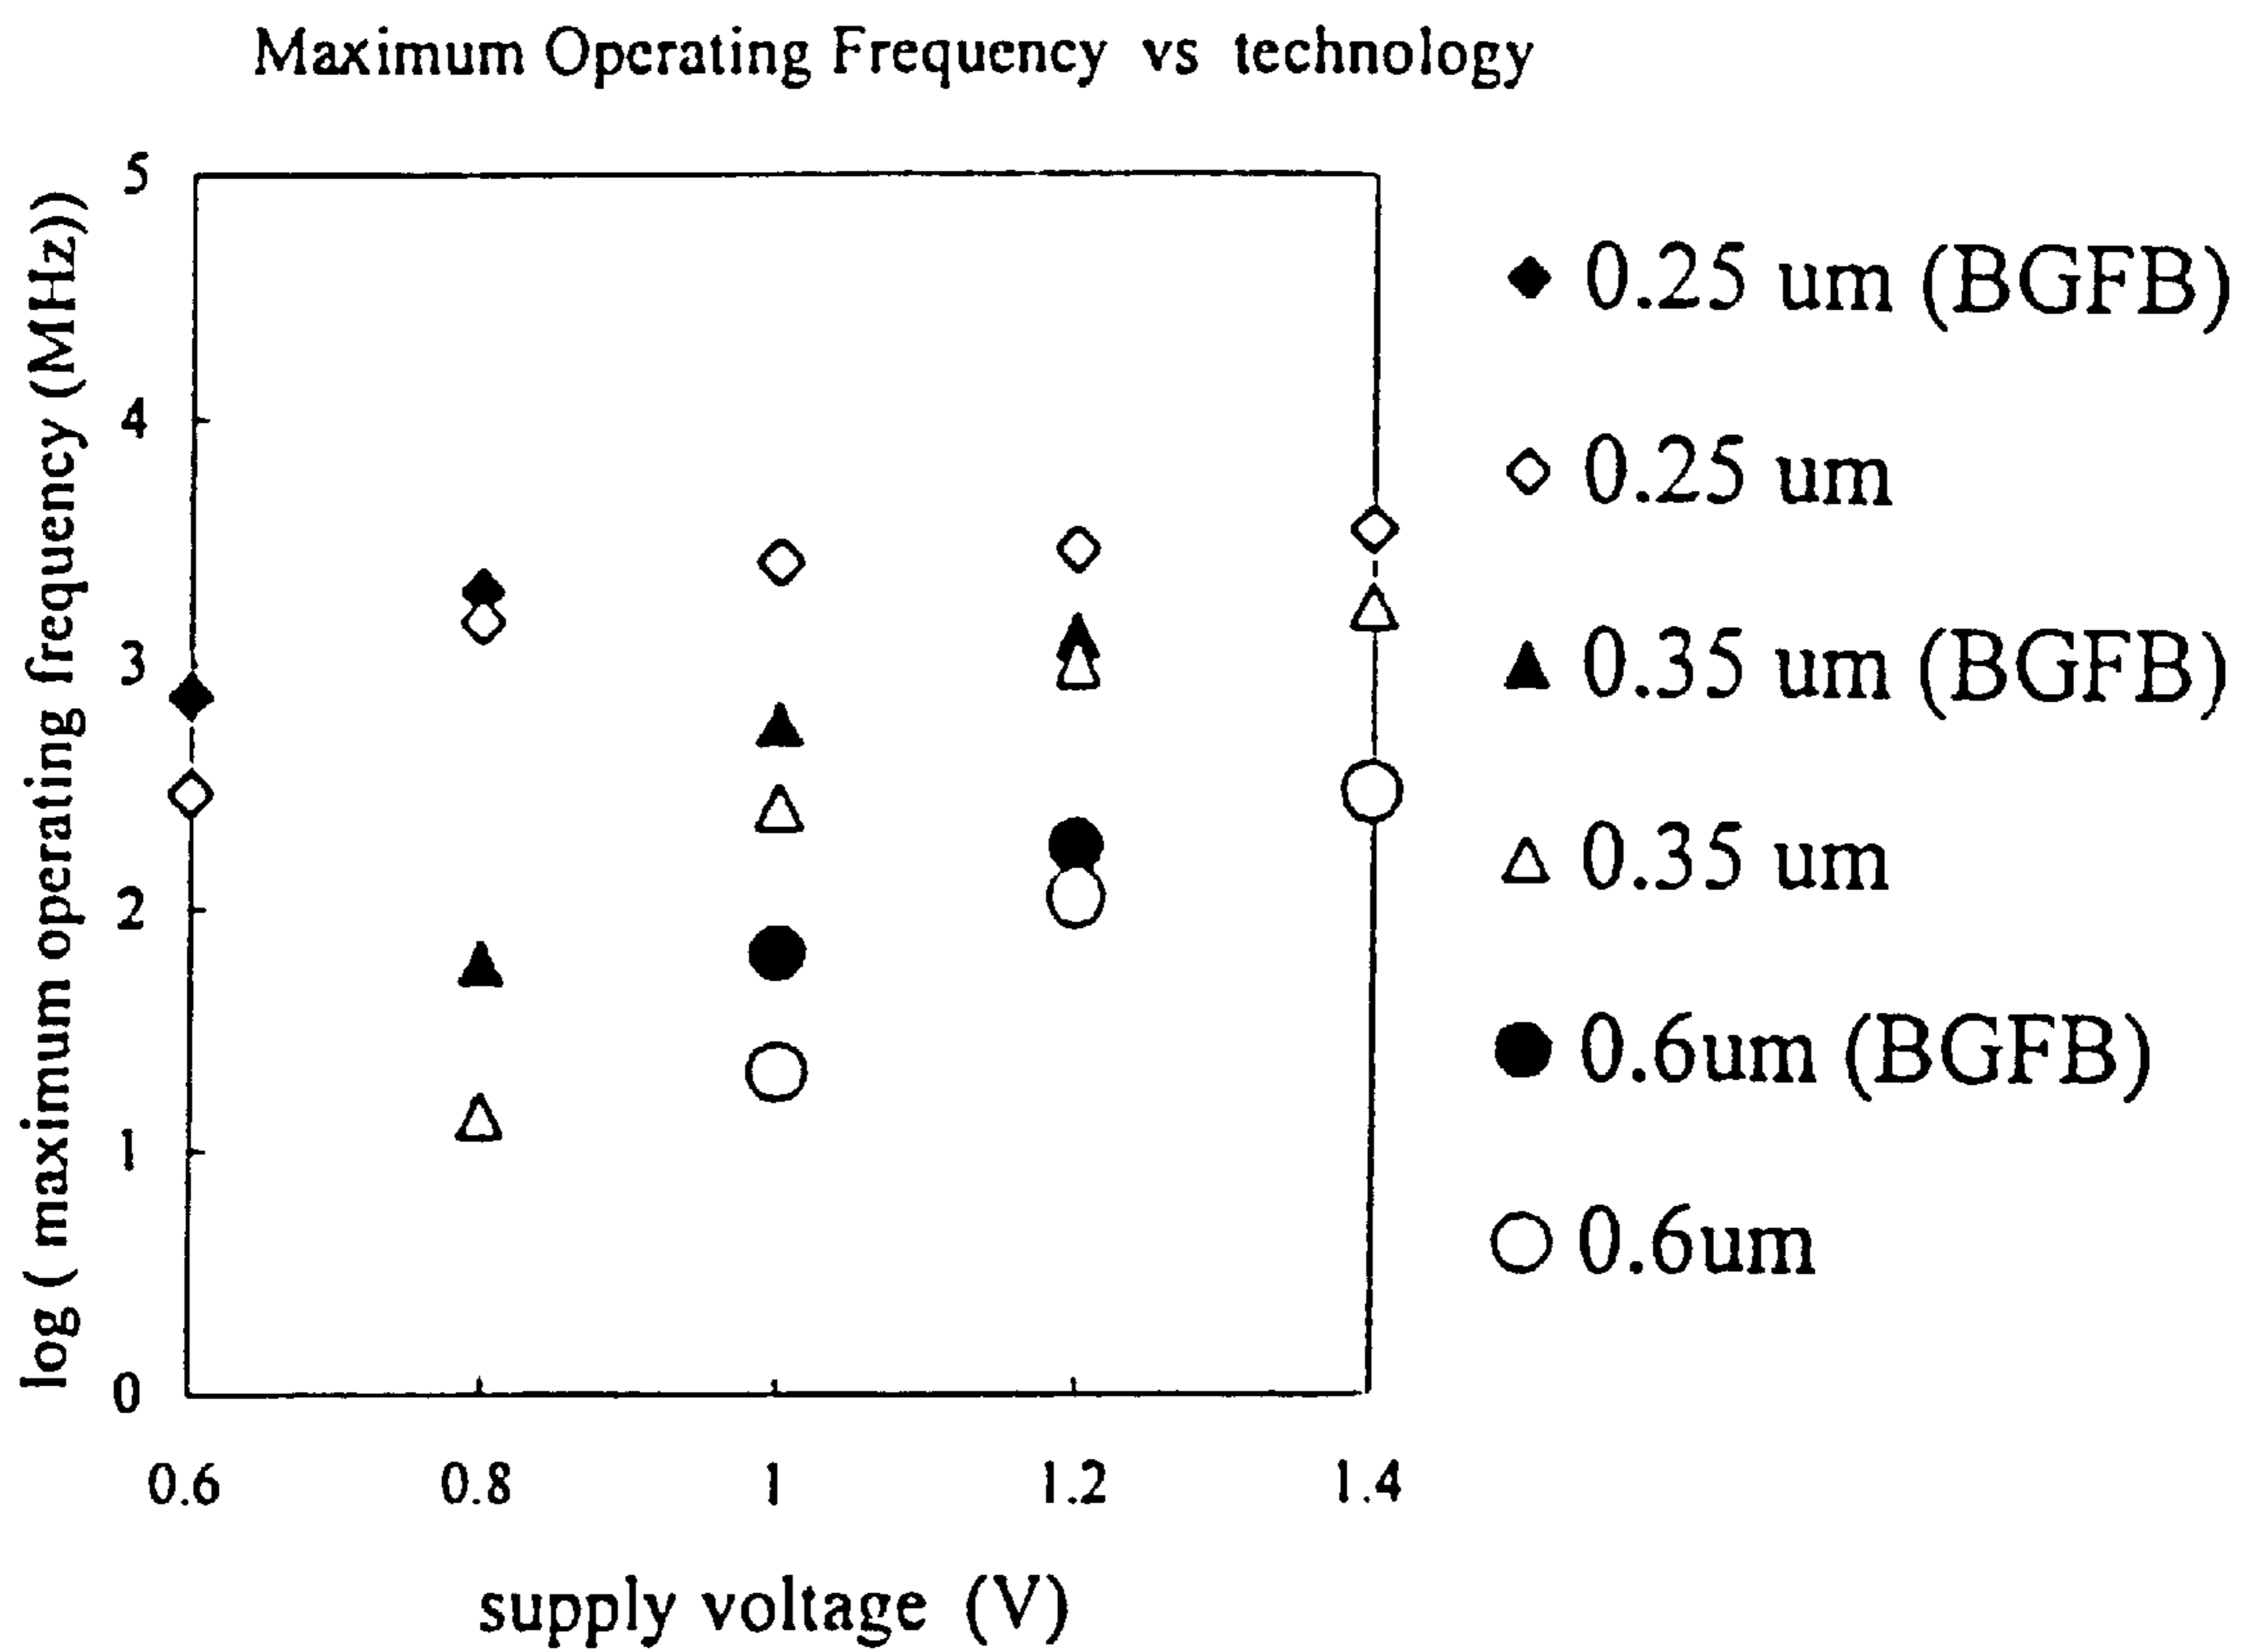 Maximum Operating Frequency vs technology
log ( maximum operating frequency (MHz))
5
4
3
2
1
0
0.6 0.8 1 1.2 1.4
supply voltage (V)
0.25 um (BGFB)
0.25 um
0.35 um (BGFB)
0.35 um
0.6um (BGFB)
0.6um